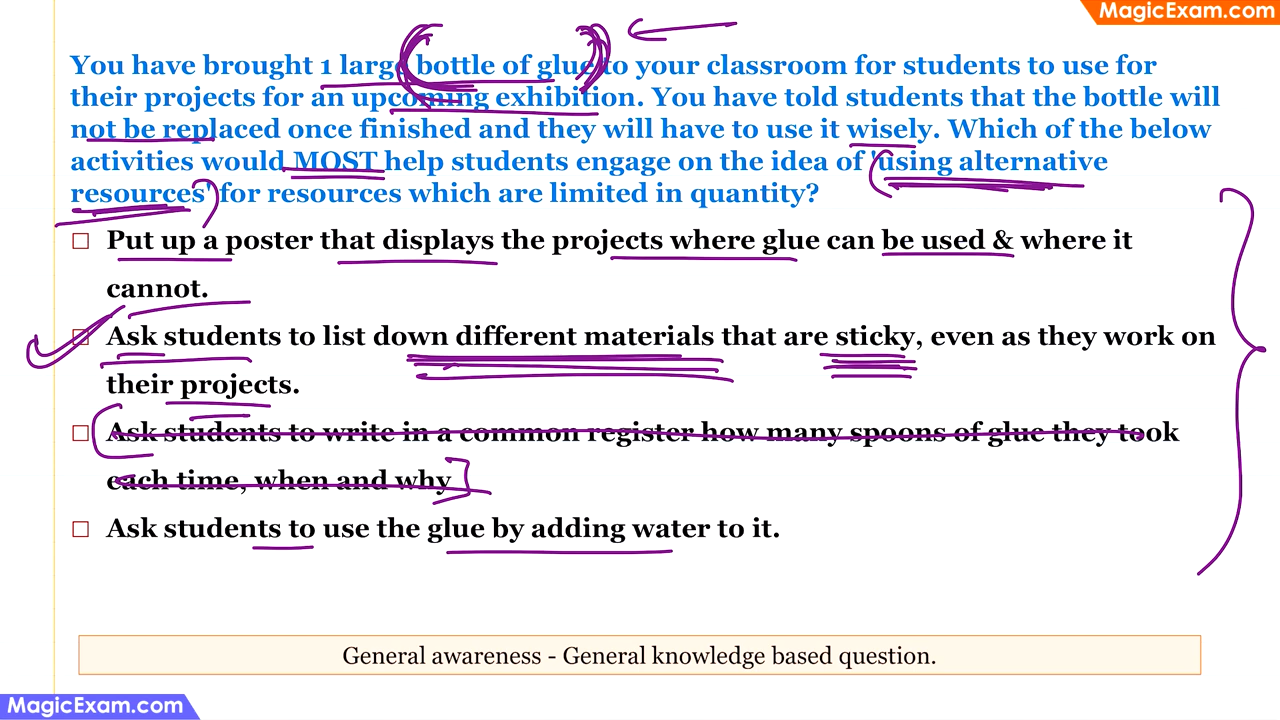 MagicExam.com
You have brought 1 large bottle of glue to your classroom for students to use for
their projects for an upcoming exhibition. You have told students that the bottle will
not be replaced once finished and they will have to use it wisely. Which of the below
activities would MOST help students engage on the idea of 'using alternative
resources' for resources which are limited in quantity?
☐ Put up a poster that displays the projects where glue can be used & where it
cannot.
☐ Ask students to list down different materials that are sticky, even as they work on
their projects.
☐ Ask students to write in a common register how many spoons of glue they took
each time, when and why
☐ Ask students to use the glue by adding water to it.
General awareness - General knowledge based question.
MagicExam.com